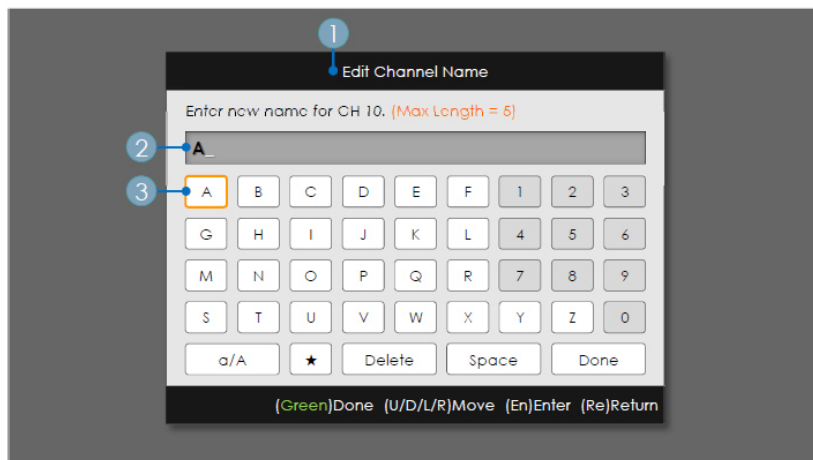 1
Edit Channel Name
Enter new name for CH 10. (Max Length = 5)
2 A_
3 A B C D E F 1 2 3
G H I J K L 4 5 6
M N O P Q R 7 8 9
S T U V W X Y Z 0
a/A ★ Delete Space Done
(Green)Done (U/D/L/R)Move (En)Enter (Re)Return